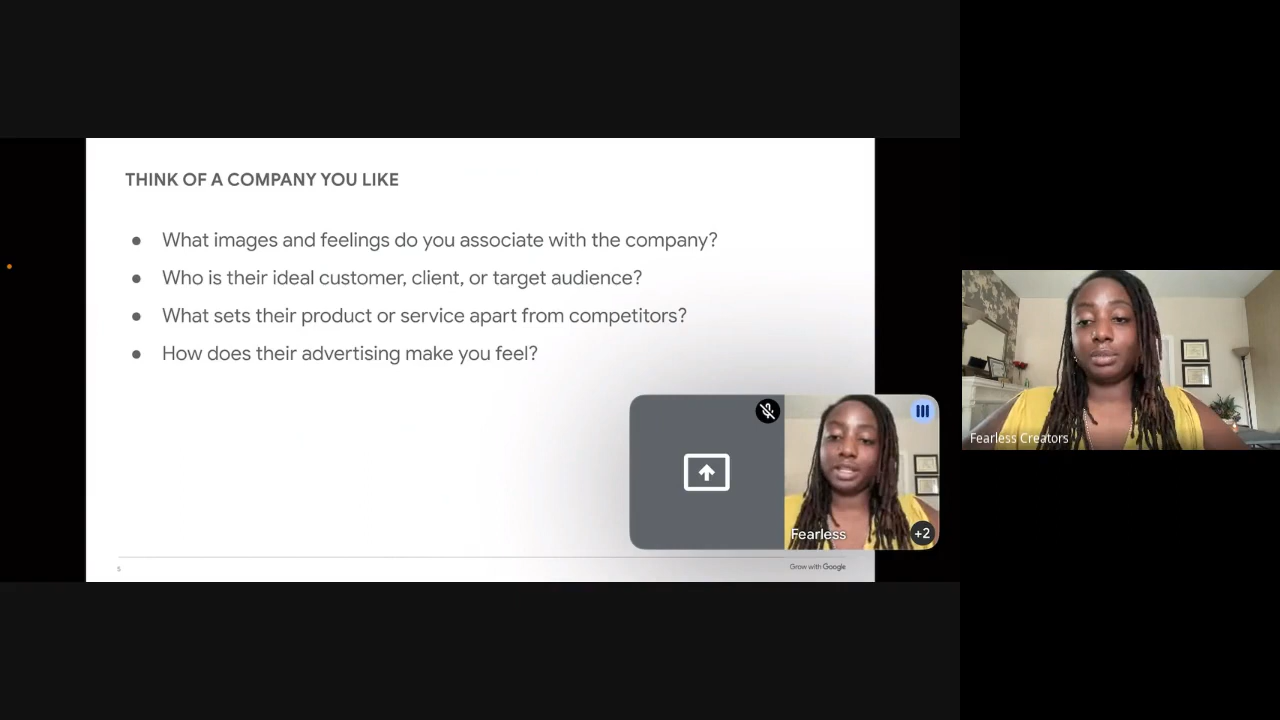 THINK OF A COMPANY YOU LIKE
● What images and feelings do you associate with the company?
● Who is their ideal customer, client, or target audience?
● What sets their product or service apart from competitors?
● How does their advertising make you feel?
Fearless
+2
5
Grow with Google
Fearless Creators